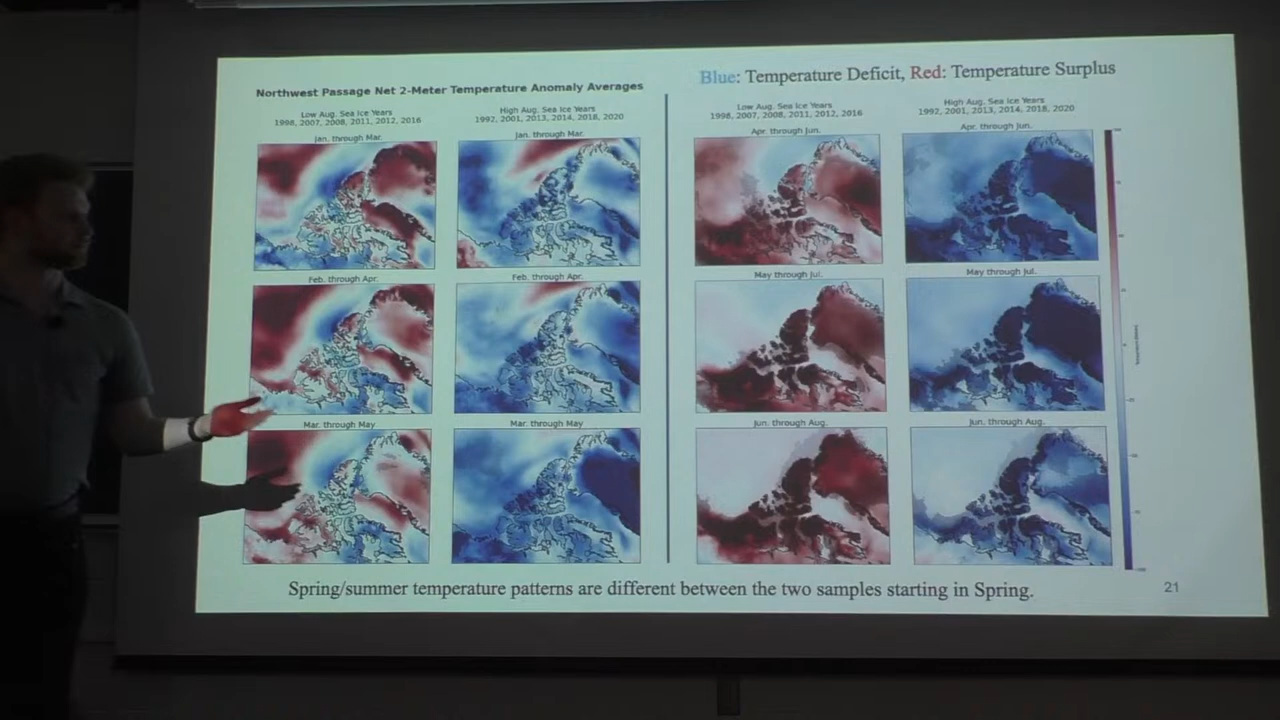 Blue: Temperature Deficit, Red: Temperature Surplus
Northwest Passage Net 2-Meter Temperature Anomaly Averages
Low Aug. Sea Ice Years
1998, 2007, 2008, 2011, 2012, 2016
High Aug. Sea Ice Years
1992, 2001, 2013, 2014, 2018, 2020
Low Aug. Sea Ice Years
1998, 2007, 2008, 2011, 2012, 2016
High Aug. Sea Ice Years
1992, 2001, 2013, 2014, 2018, 2020
Jan. through Mar.
Jan. through Mar.
Apr. through Jun.
Apr. through Jun.
Feb. through Apr.
Feb. through Apr.
May through Jul.
May through Jul.
Mar. through May
Mar. through May
Jun. through Aug.
Jun. through Aug.
Spring/summer temperature patterns are different between the two samples starting in Spring.
21